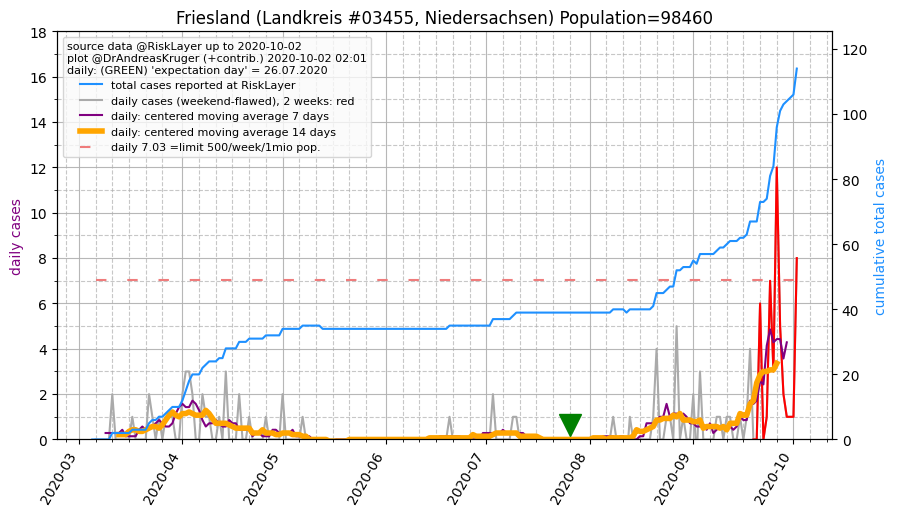 Friesland (Landkreis #03455, Niedersachsen) Population=98460
source data @RiskLayer up to 2020-10-02
plot @DrAndreasKruger (+contrib.) 2020-10-02 02:01
daily: (GREEN) 'expectation day' = 26.07.2020
total cases reported at RiskLayer
daily cases (weekend-flawed), 2 weeks: red
daily: centered moving average 7 days
daily: centered moving average 14 days
daily 7.03 =limit 500/week/1mio pop.
daily cases
18
16
14
12
10
8
6
4
2
0
cumulative total cases
120
100
80
60
40
20
0
2020-03
2020-04
2020-05
2020-06
2020-07
2020-08
2020-09
2020-10